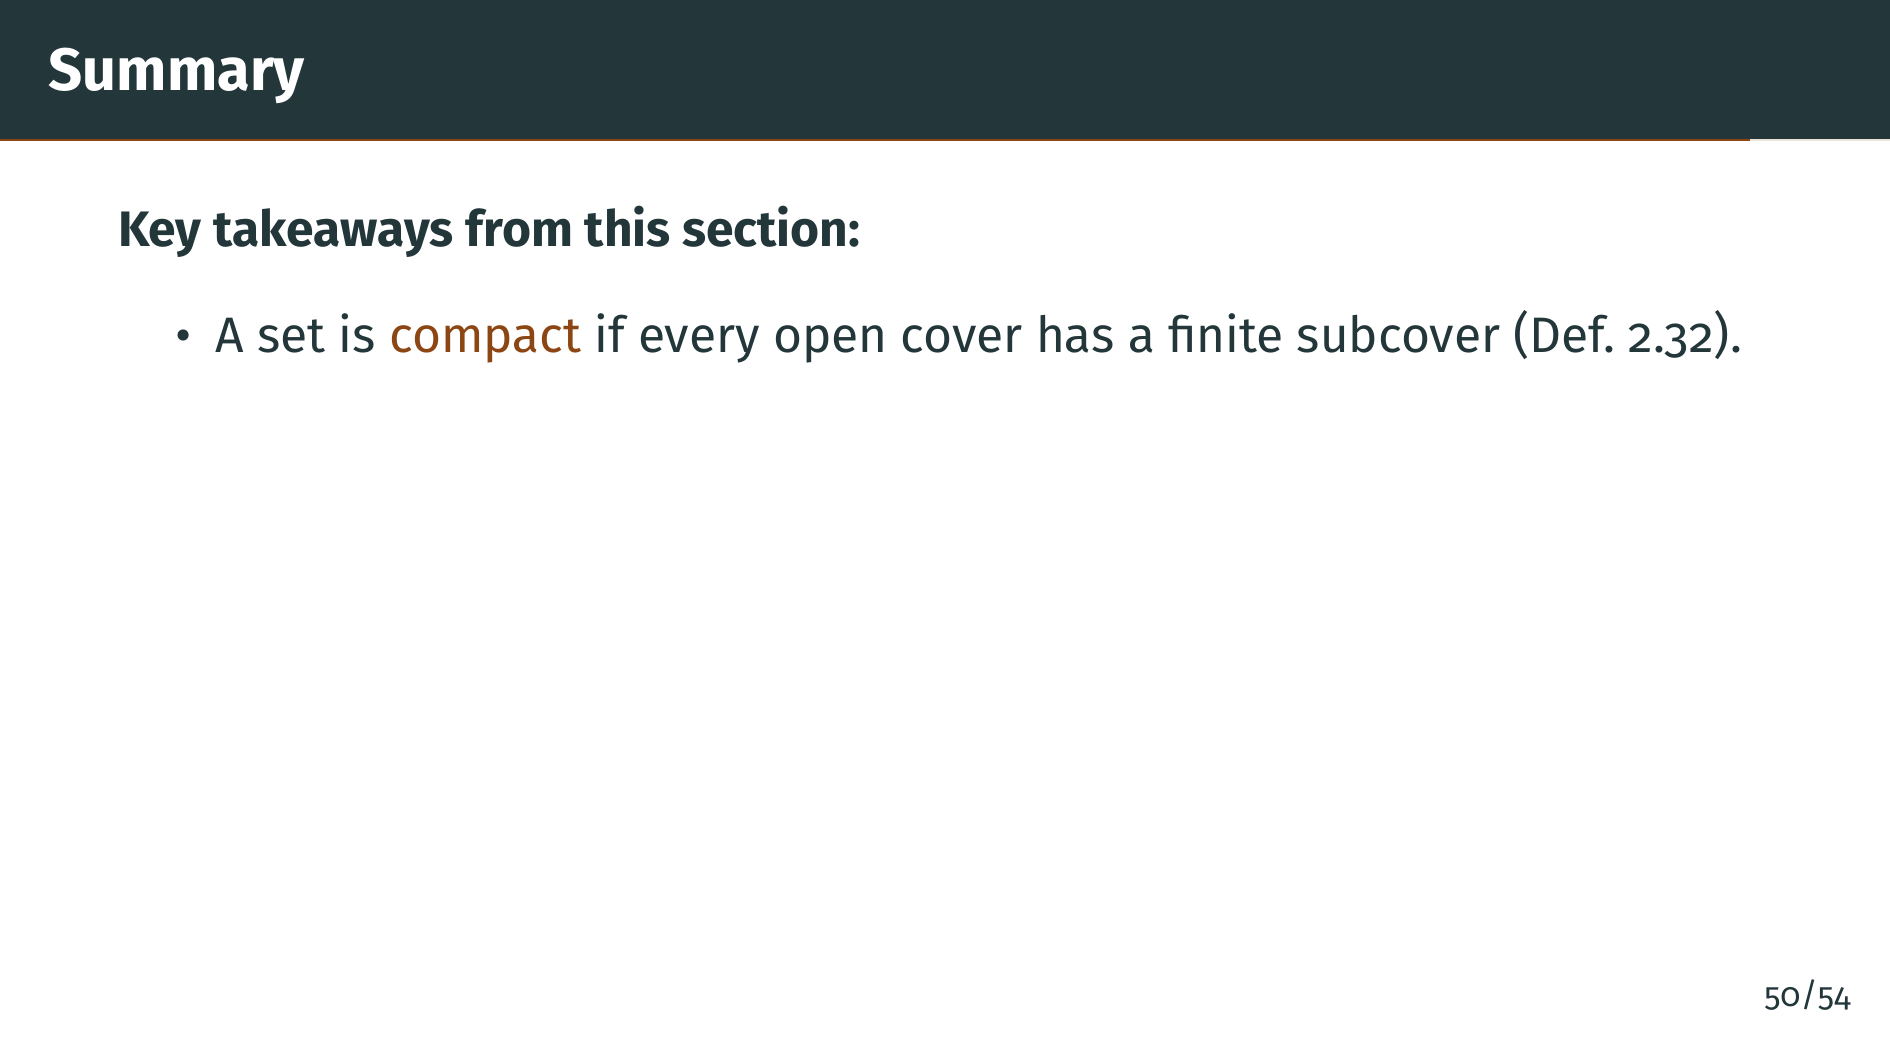 Summary
Key takeaways from this section:
• A set is compact if every open cover has a finite subcover (Def. 2.32).
50/54